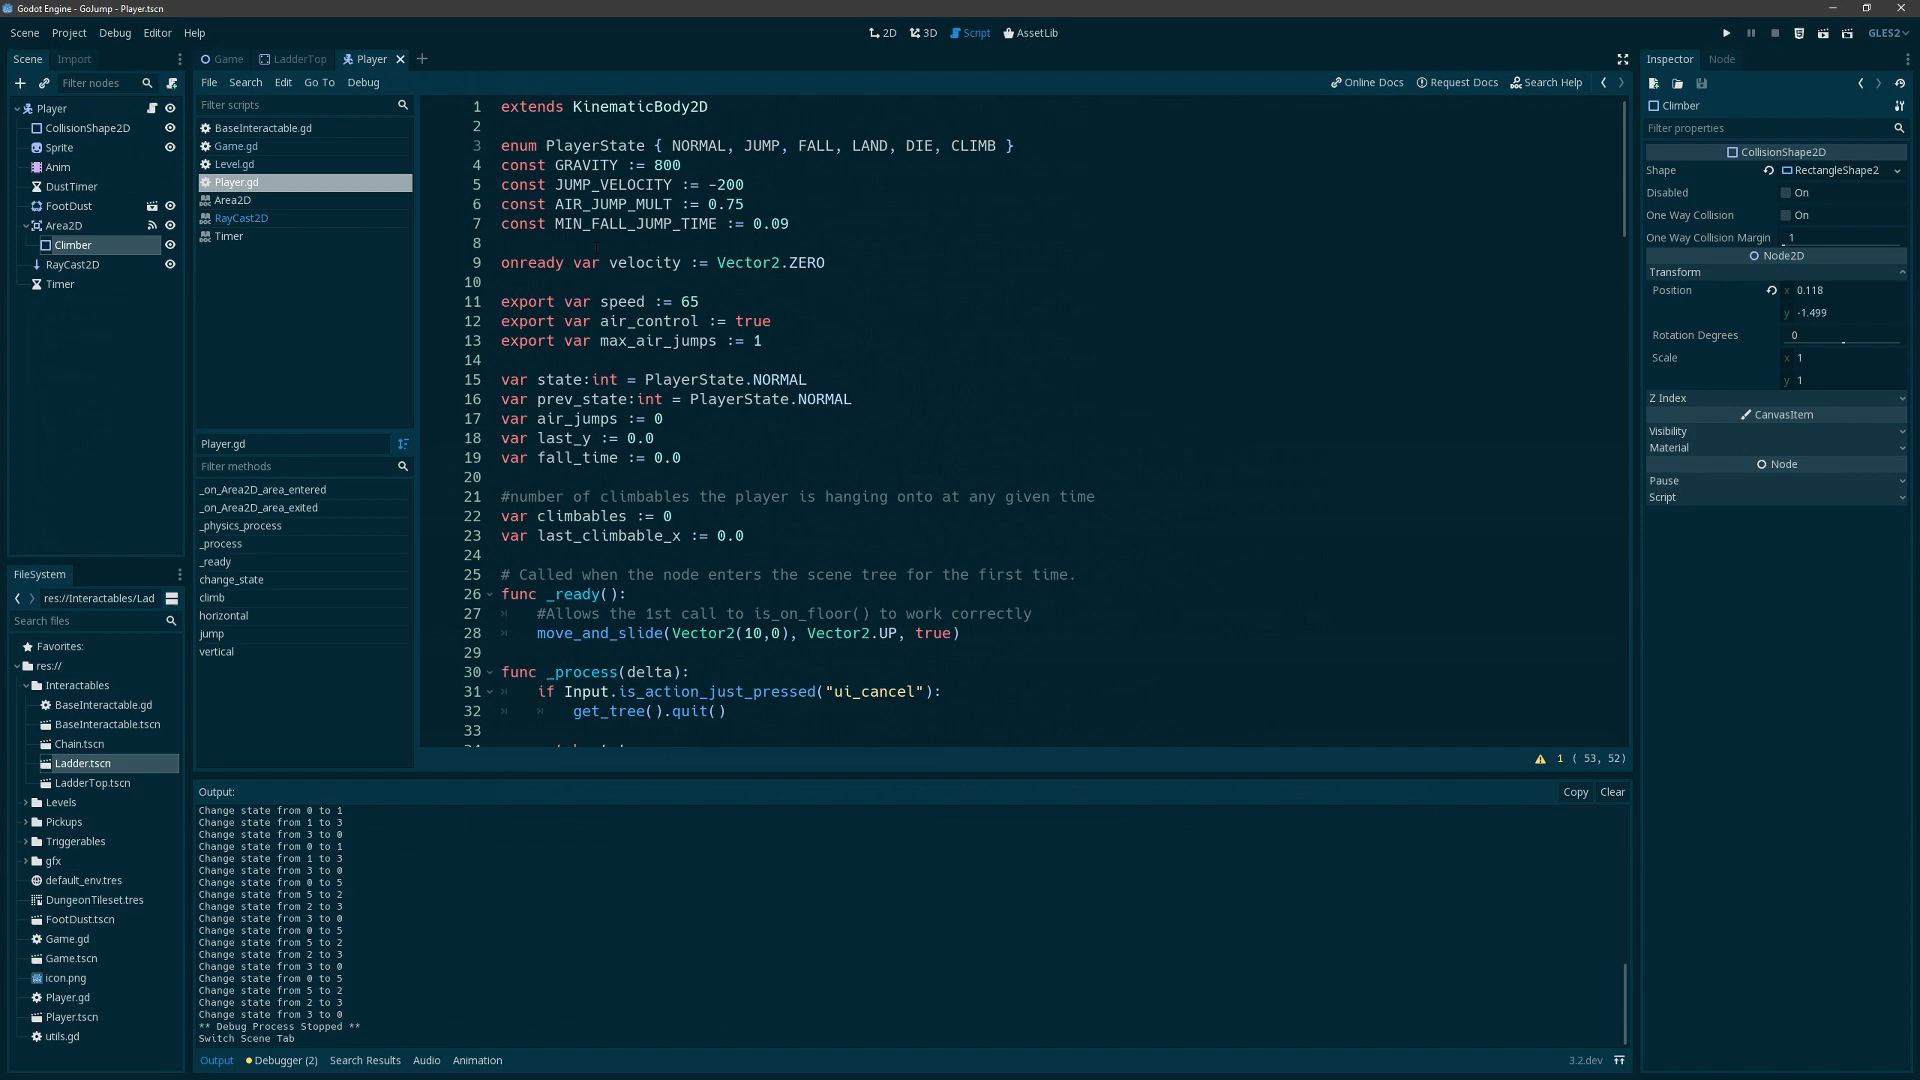 Godot Engine - GoJump - Player.tscn
Scene Project Debug Editor Help
2D 3D Script AssetLib
GLES2
Scene Import
Filter nodes
Player
CollisionShape2D
Sprite
Anim
DustTimer
FootDust
Area2D
Climber
RayCast2D
Timer
FileSystem
res://Interactables/Lad
Search files
Favorites:
res://
Interactables
BaseInteractable.gd
BaseInteractable.tscn
Chain.tscn
Ladder.tscn
LadderTop.tscn
Levels
Pickups
Triggerables
gfx
default_env.tres
DungeonTileset.tres
FootDust.tscn
Game.gd
Game.tscn
icon.png
Player.gd
Player.tscn
utils.gd
Game LadderTop Player
File Search Edit Go To Debug
Online Docs Request Docs Search Help
Filter scripts
BaseInteractable.gd
Game.gd
Level.gd
Player.gd
Area2D
RayCast2D
Timer
Player.gd
Filter methods
_on_Area2D_area_entered
_on_Area2D_area_exited
_physics_process
_process
_ready
change_state
climb
horizontal
jump
vertical
1 extends KinematicBody2D
2
3 enum PlayerState { NORMAL, JUMP, FALL, LAND, DIE, CLIMB }
4 const GRAVITY := 800
5 const JUMP_VELOCITY := -200
6 const AIR_JUMP_MULT := 0.75
7 const MIN_FALL_JUMP_TIME := 0.09
8
9 onready var velocity := Vector2.ZERO
10
11 export var speed := 65
12 export var air_control := true
13 export var max_air_jumps := 1
14
15 var state:int = PlayerState.NORMAL
16 var prev_state:int = PlayerState.NORMAL
17 var air_jumps := 0
18 var last_y := 0.0
19 var fall_time := 0.0
20
21 #number of climbables the player is hanging onto at any given time
22 var climbables := 0
23 var last_climbable_x := 0.0
24
25 # Called when the node enters the scene tree for the first time.
26 func _ready():
27 #Allows the 1st call to is_on_floor() to work correctly
28 move_and_slide(Vector2(10,0), Vector2.UP, true)
29
30 func _process(delta):
31 if Input.is_action_just_pressed("ui_cancel"):
32 get_tree().quit()
33
1 ( 53, 52)
Output:
Copy Clear
Change state from 0 to 1
Change state from 1 to 3
Change state from 3 to 0
Change state from 0 to 1
Change state from 1 to 3
Change state from 3 to 0
Change state from 0 to 5
Change state from 5 to 2
Change state from 2 to 3
Change state from 3 to 0
Change state from 0 to 5
Change state from 5 to 2
Change state from 2 to 3
Change state from 3 to 0
Change state from 0 to 5
Change state from 5 to 2
Change state from 2 to 3
Change state from 3 to 0
** Debug Process Stopped **
Switch Scene Tab
Output Debugger (2) Search Results Audio Animation
3.2.dev
Inspector Node
Climber
Filter properties
CollisionShape2D
Shape RectangleShape2
Disabled On
One Way Collision On
One Way Collision Margin 1
Node2D
Transform
Position x 0.118
y -1.499
Rotation Degrees 0
Scale x 1
y 1
Z Index
CanvasItem
Visibility
Material
Node
Pause
Script